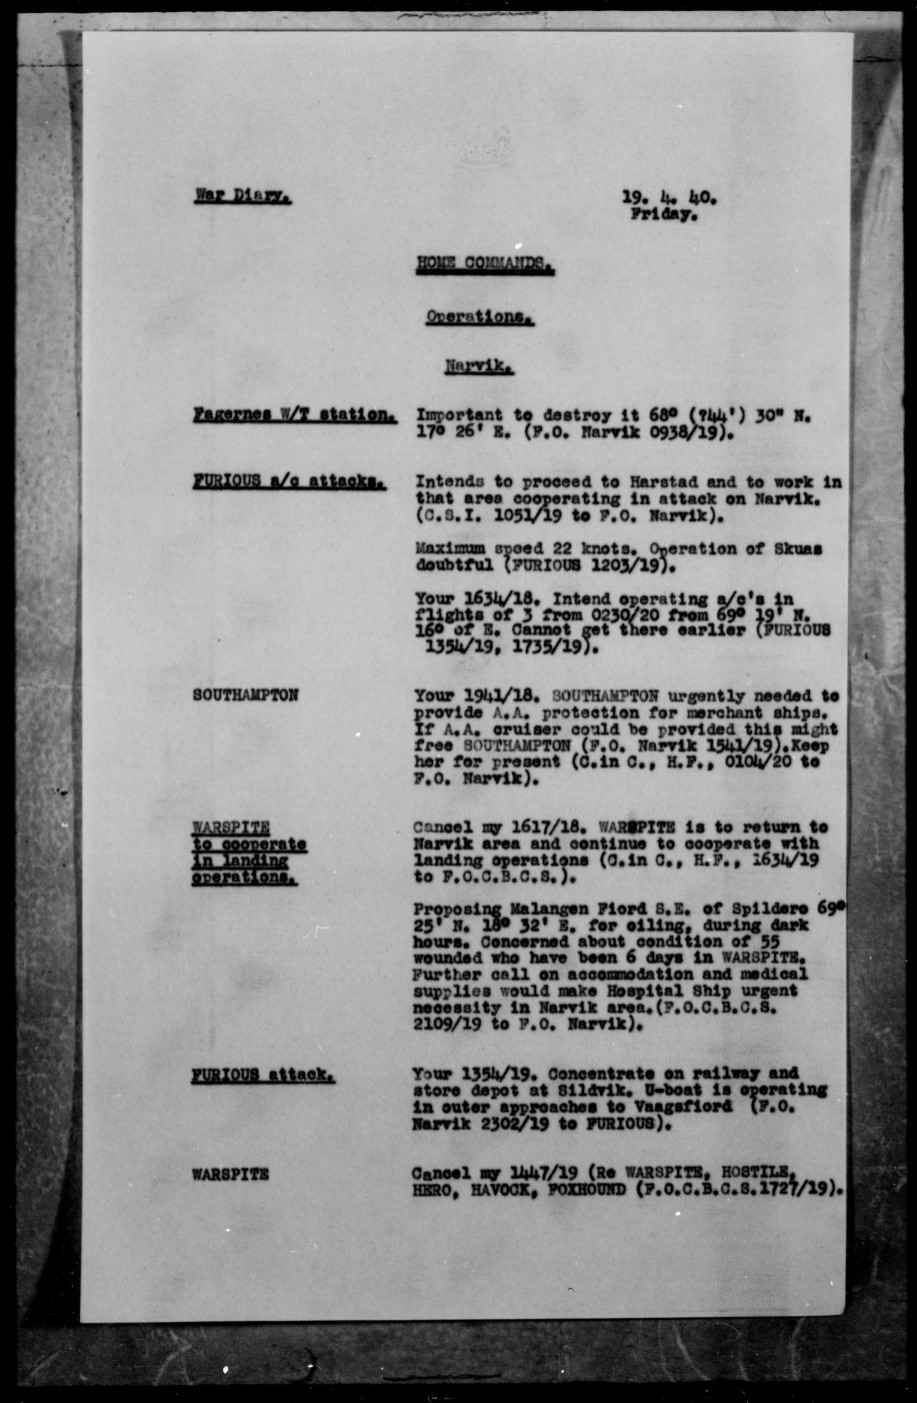 War Diary.
19. 4. 40.
Friday.
HOME COMMANDS.
Operations.
Narvik.
Fagernes W/T station.
Important to destroy it 68° (?44') 30" N.
17° 26' E. (F.O. Narvik 0938/19).
FURIOUS a/c attacks.
Intends to proceed to Harstad and to work in
that area cooperating in attack on Narvik.
(C.S.I. 1051/19 to F.O. Narvik).
Maximum speed 22 knots. Operation of Skuas
doubtful (FURIOUS 1203/19).
Your 1634/18. Intend operating a/c's in
flights of 3 from 0230/20 from 69° 19' N.
16° of E. Cannot get there earlier (FURIOUS
1354/19, 1735/19).
SOUTHAMPTON
Your 1941/18. SOUTHAMPTON urgently needed to
provide A.A. protection for merchant ships.
If A.A. cruiser could be provided this might
free SOUTHAMPTON (F.O. Narvik 1541/19).Keep
her for present (C.in C., H.F., 0104/20 to
F.O. Narvik).
WARSPITE
to cooperate
in landing
operations.
Cancel my 1617/18. WARSPITE is to return to
Narvik area and continue to cooperate with
landing operations (C.in C., H.F., 1634/19
to F.O.C.B.C.S.).
Proposing Malangen Fiord S.E. of Spildere 69°
25' N. 18° 32' E. for oiling, during dark
hours. Concerned about condition of 55
wounded who have been 6 days in WARSPITE.
Further call on accommodation and medical
supplies would make Hospital Ship urgent
necessity in Narvik area.(F.O.C.B.C.S.
2109/19 to F.O. Narvik).
FURIOUS attack.
Your 1354/19. Concentrate on railway and
store depot at Sildvik. U-boat is operating
in outer approaches to Vaagsfiord (F.O.
Narvik 2302/19 to FURIOUS).
WARSPITE
Cancel my 1447/19 (Re WARSPITE, HOSTILE,
HERO, HAVOCK, FOXHOUND (F.O.C.B.C.S.1727/19).